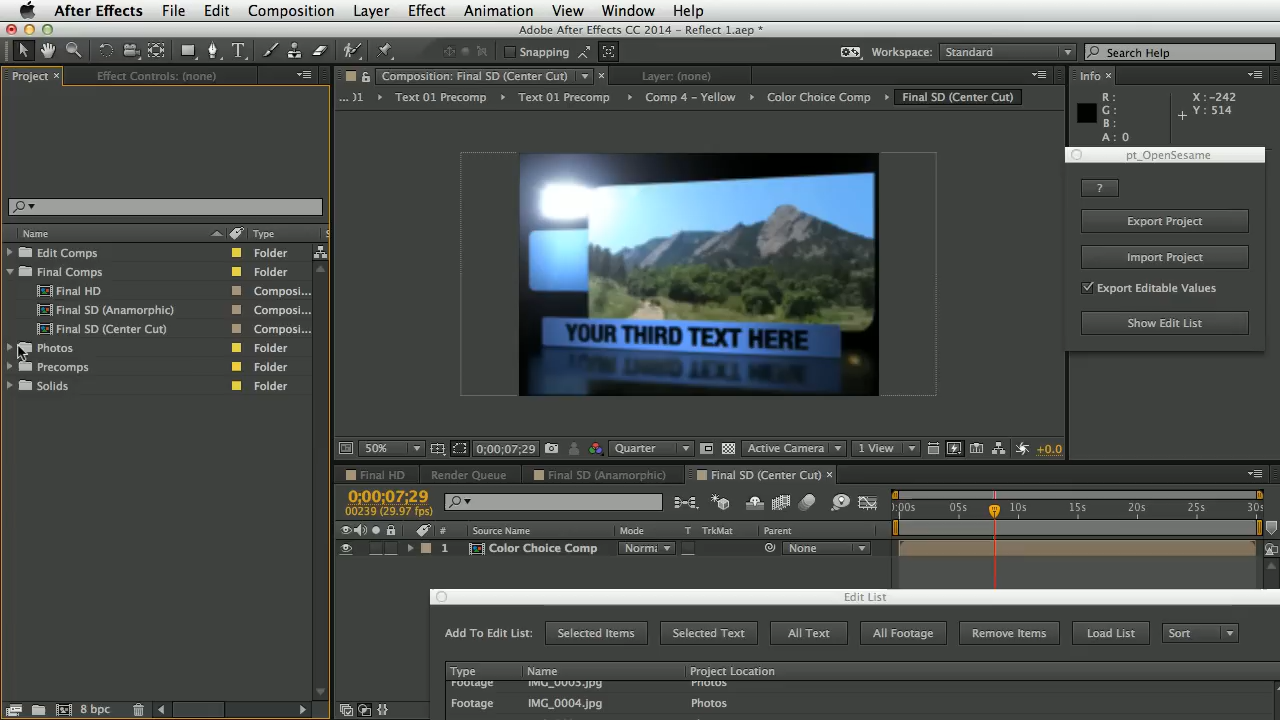 After Effects File Edit Composition Layer Effect Animation View Window Help
Adobe After Effects CC 2014 - Reflect 1.aep *
Snapping Workspace: Standard Search Help
Project × Effect Controls: (none)
Composition: Final SD (Center Cut) × Layer: (none)
Info ×
... 01 Text 01 Precomp Text 01 Precomp Comp 4 - Yellow Color Choice Comp Final SD (Center Cut)
R : X : -242
G : Y : 514
B :
A : 0
pt_OpenSesame
?
Export Project
Import Project
Export Editable Values
Show Edit List
Name Type
Edit Comps Folder
Final Comps Folder
Final HD Composi...
Final SD (Anamorphic) Composi...
Final SD (Center Cut) Composi...
Photos Folder
Precomps Folder
Solids Folder
YOUR THIRD TEXT HERE
50% 0;00;07;29 Quarter Active Camera 1 View +0.0
Final HD Render Queue Final SD (Anamorphic) Final SD (Center Cut) ×
0;00;07;29
00239 (29.97 fps)
:00s 05s 10s 15s 20s 25s 30s
# Source Name Mode T TrkMat Parent
1 Color Choice Comp Norma None
Edit List
Add To Edit List: Selected Items Selected Text All Text All Footage Remove Items Load List Sort
Type Name Project Location
Footage IMG_0003.jpg Photos
Footage IMG_0004.jpg Photos
8 bpc